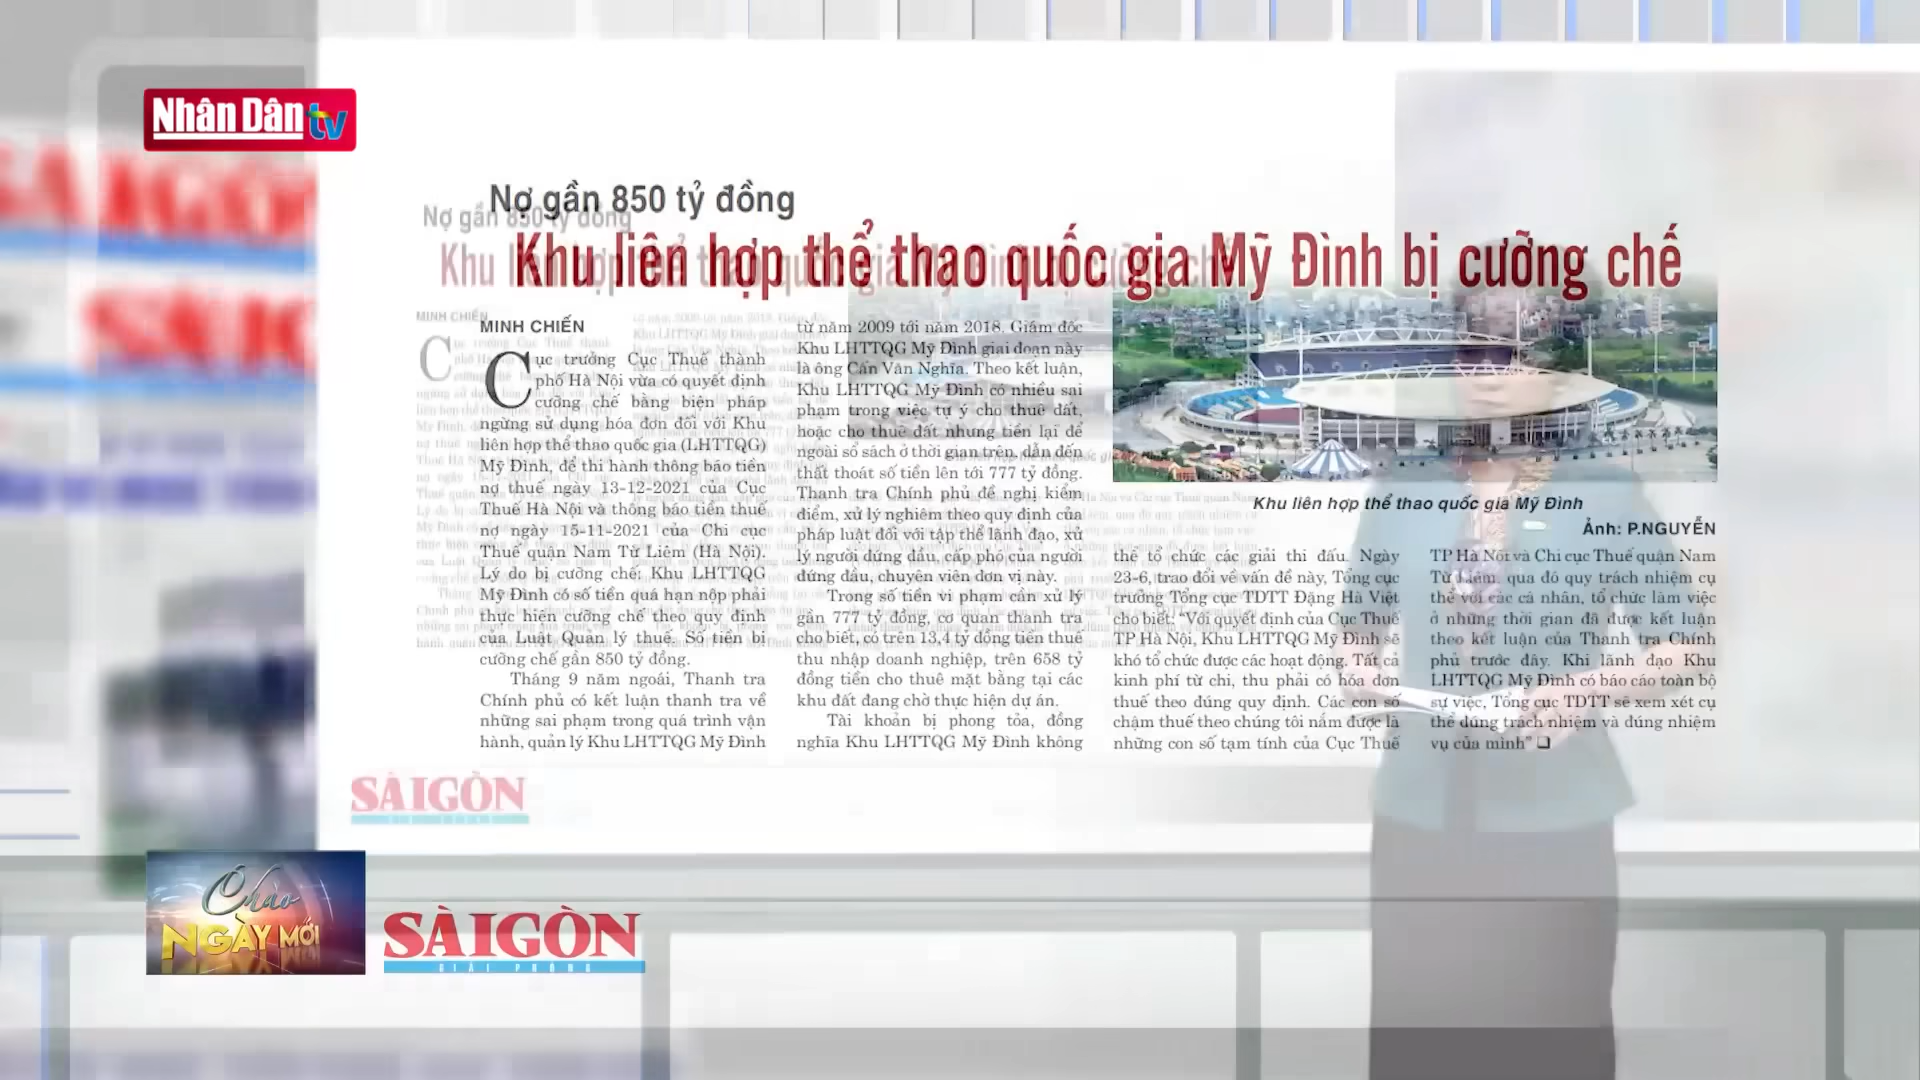 Nhân Dân tv
Nợ gần 850 tỷ đồng
Khu liên hợp thể thao quốc gia Mỹ Đình bị cưỡng chế
MINH CHIẾN
Cục trưởng Cục Thuế thành
phố Hà Nội vừa có quyết định
cưỡng chế bằng biện pháp
ngừng sử dụng hóa đơn đối với Khu
liên hợp thể thao quốc gia (LHTTQG)
Mỹ Đình, để thi hành thông báo tiền
nợ thuế ngày 13-12-2021 của Cục
Thuế Hà Nội và thông báo tiền thuế
nợ ngày 15-11-2021 của Chi cục
Thuế quận Nam Từ Liêm (Hà Nội).
Lý do bị cưỡng chế: Khu LHTTQG
Mỹ Đình có số tiền quá hạn nộp phải
thực hiện cưỡng chế theo quy định
của Luật Quản lý thuế. Số tiền bị
cưỡng chế gần 850 tỷ đồng.
Tháng 9 năm ngoái, Thanh tra
Chính phủ có kết luận thanh tra về
những sai phạm trong quá trình vận
hành, quản lý Khu LHTTQG Mỹ Đình
từ năm 2009 tới năm 2018. Giám đốc
Khu LHTTQG Mỹ Đình giai đoạn này
là ông Cấn Văn Nghĩa. Theo kết luận,
Khu LHTTQG Mỹ Đình có nhiều sai
phạm trong việc tự ý cho thuê đất,
hoặc cho thuê đất nhưng tiền lại để
ngoài sổ sách ở thời gian trên, dẫn đến
thất thoát số tiền lên tới 777 tỷ đồng.
Thanh tra Chính phủ đề nghị kiểm
điểm, xử lý nghiêm theo quy định của
pháp luật đối với tập thể lãnh đạo, xử
lý người đứng đầu, cấp phó của người
đứng đầu, chuyên viên đơn vị này.
Trong số tiền vi phạm cần xử lý
gần 777 tỷ đồng, cơ quan thanh tra
cho biết, có trên 13,4 tỷ đồng tiền thuế
thu nhập doanh nghiệp, trên 658 tỷ
đồng tiền cho thuê mặt bằng tại các
khu đất đang chờ thực hiện dự án.
Tài khoản bị phong tỏa, đồng
nghĩa Khu LHTTQG Mỹ Đình không
Khu liên hợp thể thao quốc gia Mỹ Đình
Ảnh: P.NGUYỄN
thể tổ chức các giải thi đấu. Ngày
23-6, trao đổi về vấn đề này, Tổng cục
trưởng Tổng cục TDTT Đặng Hà Việt
cho biết: "Với quyết định của Cục Thuế
TP Hà Nội, Khu LHTTQG Mỹ Đình sẽ
khó tổ chức được các hoạt động. Tất cả
kinh phí từ chi, thu phải có hóa đơn
thuế theo đúng quy định. Các con số
chậm thuế theo chúng tôi nắm được là
những con số tạm tính của Cục Thuế
TP Hà Nội và Chi cục Thuế quận Nam
Từ Liêm, qua đó quy trách nhiệm cụ
thể với các cá nhân, tổ chức làm việc
ở những thời gian đã được kết luận
theo kết luận của Thanh tra Chính
phủ trước đây. Khi lãnh đạo Khu
LHTTQG Mỹ Đình có báo cáo toàn bộ
sự việc, Tổng cục TDTT sẽ xem xét cụ
thể đúng trách nhiệm và đúng nhiệm
vụ của mình"
SÀIGÒN
Chào
NGÀY MỚI
SÀIGÒN
GIẢI PHÓNG